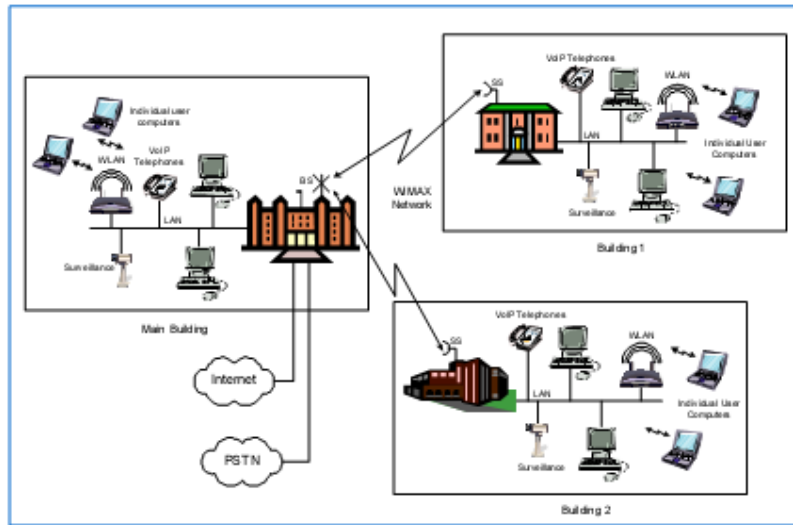 Individual user
computers
WLAN
VoIP
Telephones
LAN
Surveillance
BS
Main Building
Internet
PSTN
WiMAX
Network
SS
VoIP Telephones
WLAN
LAN
Individual User
Computers
Surveillance
Building 1
SS
VoIP Telephones
WLAN
LAN
Individual User
Computers
Surveillance
Building 2